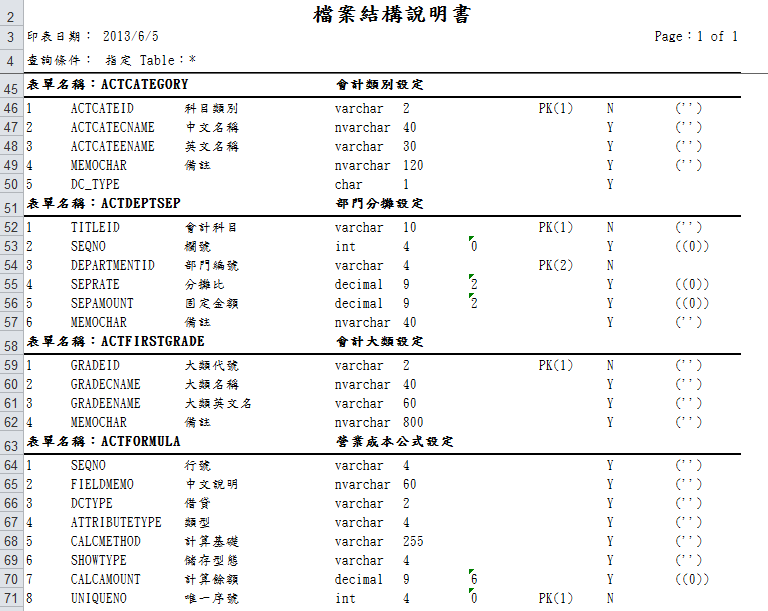 2 檔案結構說明書
3 印表日期： 2013/6/5 Page：1 of 1
4 查詢條件： 指定 Table：*
45 表單名稱：ACTCATEGORY 會計類別設定
46 1 ACTCATEID 科目類別 varchar 2 PK(1) N ('')
47 2 ACTCATECNAME 中文名稱 nvarchar 40 Y ('')
48 3 ACTCATEENAME 英文名稱 varchar 30 Y ('')
49 4 MEMOCHAR 備註 nvarchar 120 Y ('')
50 5 DC_TYPE char 1 Y
51 表單名稱：ACTDEPTSEP 部門分攤設定
52 1 TITLEID 會計科目 varchar 10 PK(1) N ('')
53 2 SEQNO 欄號 int 4 0 Y ((0))
54 3 DEPARTMENTID 部門編號 varchar 4 PK(2) N
55 4 SEPRATE 分攤比 decimal 9 2 Y ((0))
56 5 SEPAMOUNT 固定金額 decimal 9 2 Y ((0))
57 6 MEMOCHAR 備註 nvarchar 40 Y ('')
58 表單名稱：ACTFIRSTGRADE 會計大類設定
59 1 GRADEID 大類代號 varchar 2 PK(1) N ('')
60 2 GRADECNAME 大類名稱 nvarchar 40 Y ('')
61 3 GRADEENAME 大類英文名 varchar 60 Y ('')
62 4 MEMOCHAR 備註 nvarchar 800 Y ('')
63 表單名稱：ACTFORMULA 營業成本公式設定
64 1 SEQNO 行號 varchar 4 Y ('')
65 2 FIELDMEMO 中文說明 nvarchar 60 Y ('')
66 3 DCTYPE 借貸 varchar 2 Y ('')
67 4 ATTRIBUTETYPE 類型 varchar 4 Y ('')
68 5 CALCMETHOD 計算基礎 varchar 255 Y ('')
69 6 SHOWTYPE 儲存型態 varchar 4 Y ('')
70 7 CALCAMOUNT 計算餘額 decimal 9 6 Y ((0))
71 8 UNIQUENO 唯一序號 int 4 0 PK(1) N